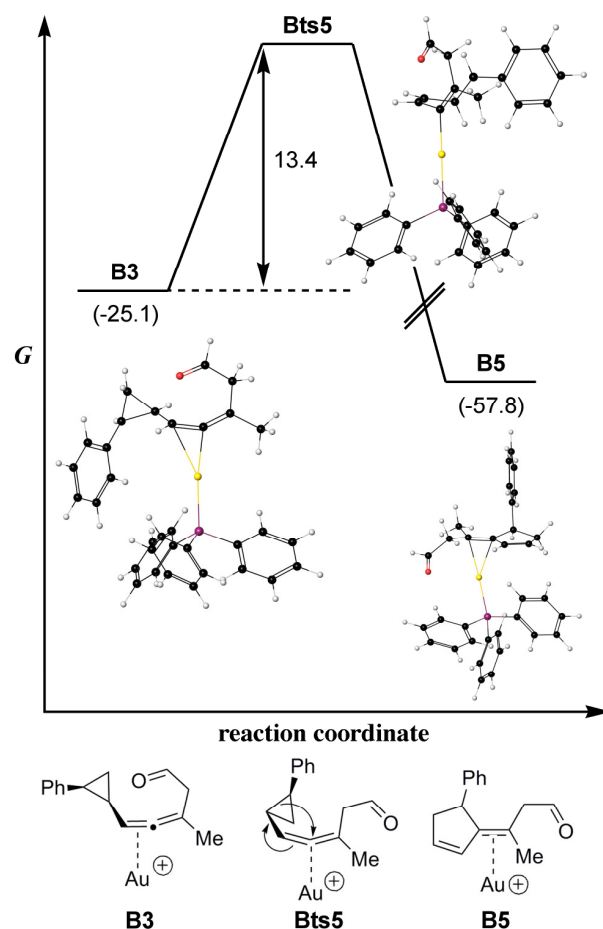 Bts5
13.4
B3
(-25.1)
G
B5
(-57.8)
reaction coordinate
Ph
O
Me
Au
+
B3
Ph
O
Me
Au
+
Bts5
Ph
O
Me
Au
+
B5